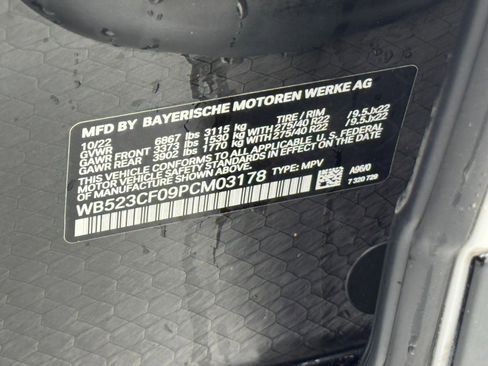 MFD BY BAYERISCHE MOTOREN WERKE AG
10/22 TIRE / RIM
GVWR 6867 lbs 3115 kg
GAWR FRONT 3373 lbs 1530 kg WITH 275/40 R22 / 9.5Jx22
GAWR REAR 3902 lbs 1770 kg WITH 275/40 R22 / 9.5Jx22
THIS VEHICLE CONFORMS TO ALL APPLICABLE U.S. FEDERAL
MOTOR VEHICLE SAFETY STANDARDS IN EFFECT ON THE DATE
OF MANUFACTURE SHOWN ABOVE.
WB523CF09PCM03178 TYPE: MPV
A96/0
7 320 729